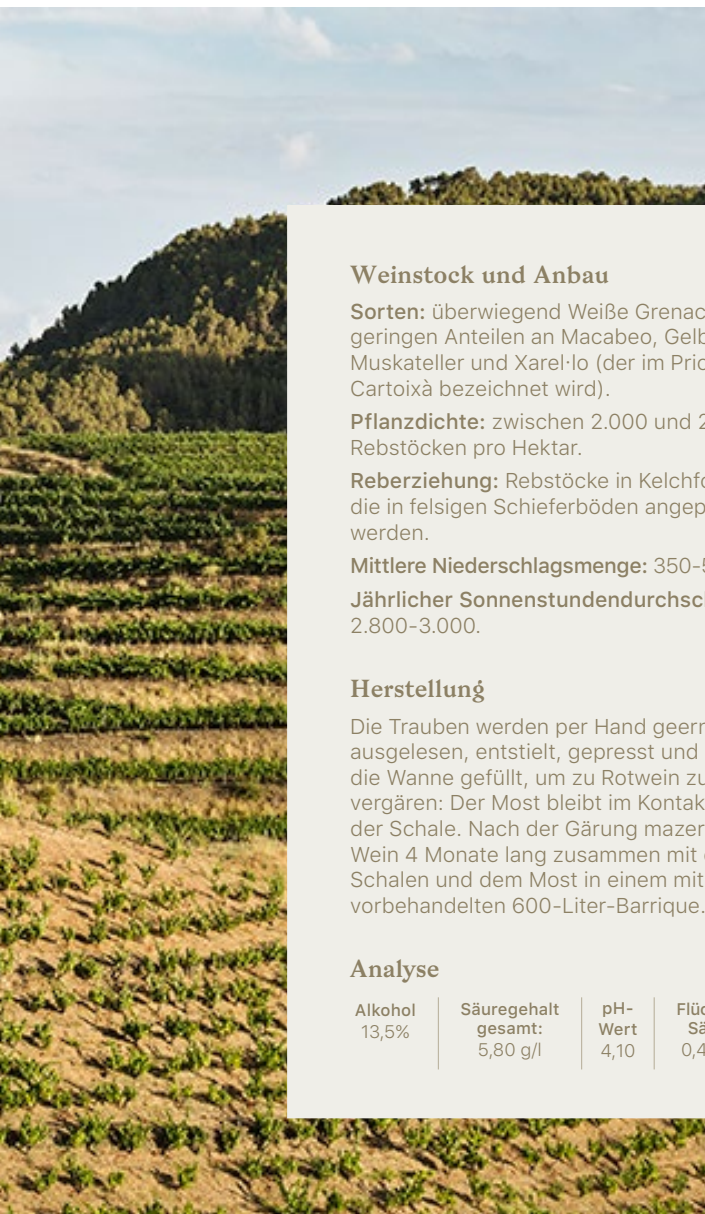 Weinstock und Anbau
Sorten: überwiegend Weiße Grenac
geringen Anteilen an Macabeo, Gelb
Muskateller und Xarel·lo (der im Prio
Cartoixà bezeichnet wird).
Pflanzdichte: zwischen 2.000 und 2
Rebstöcken pro Hektar.
Reberziehung: Rebstöcke in Kelchfo
die in felsigen Schieferböden angep
werden.
Mittlere Niederschlagsmenge: 350-5
Jährlicher Sonnenstundendurchsch
2.800-3.000.
Herstellung
Die Trauben werden per Hand geern
ausgelesen, entstielt, gepresst und
die Wanne gefüllt, um zu Rotwein zu
vergären: Der Most bleibt im Kontak
der Schale. Nach der Gärung mazer
Wein 4 Monate lang zusammen mit
Schalen und dem Most in einem mit
vorbehandelten 600-Liter-Barrique.
Analyse
Alkohol
13,5%
Säuregehalt
gesamt:
5,80 g/l
pH-
Wert
4,10
Flüc
Sä
0,4